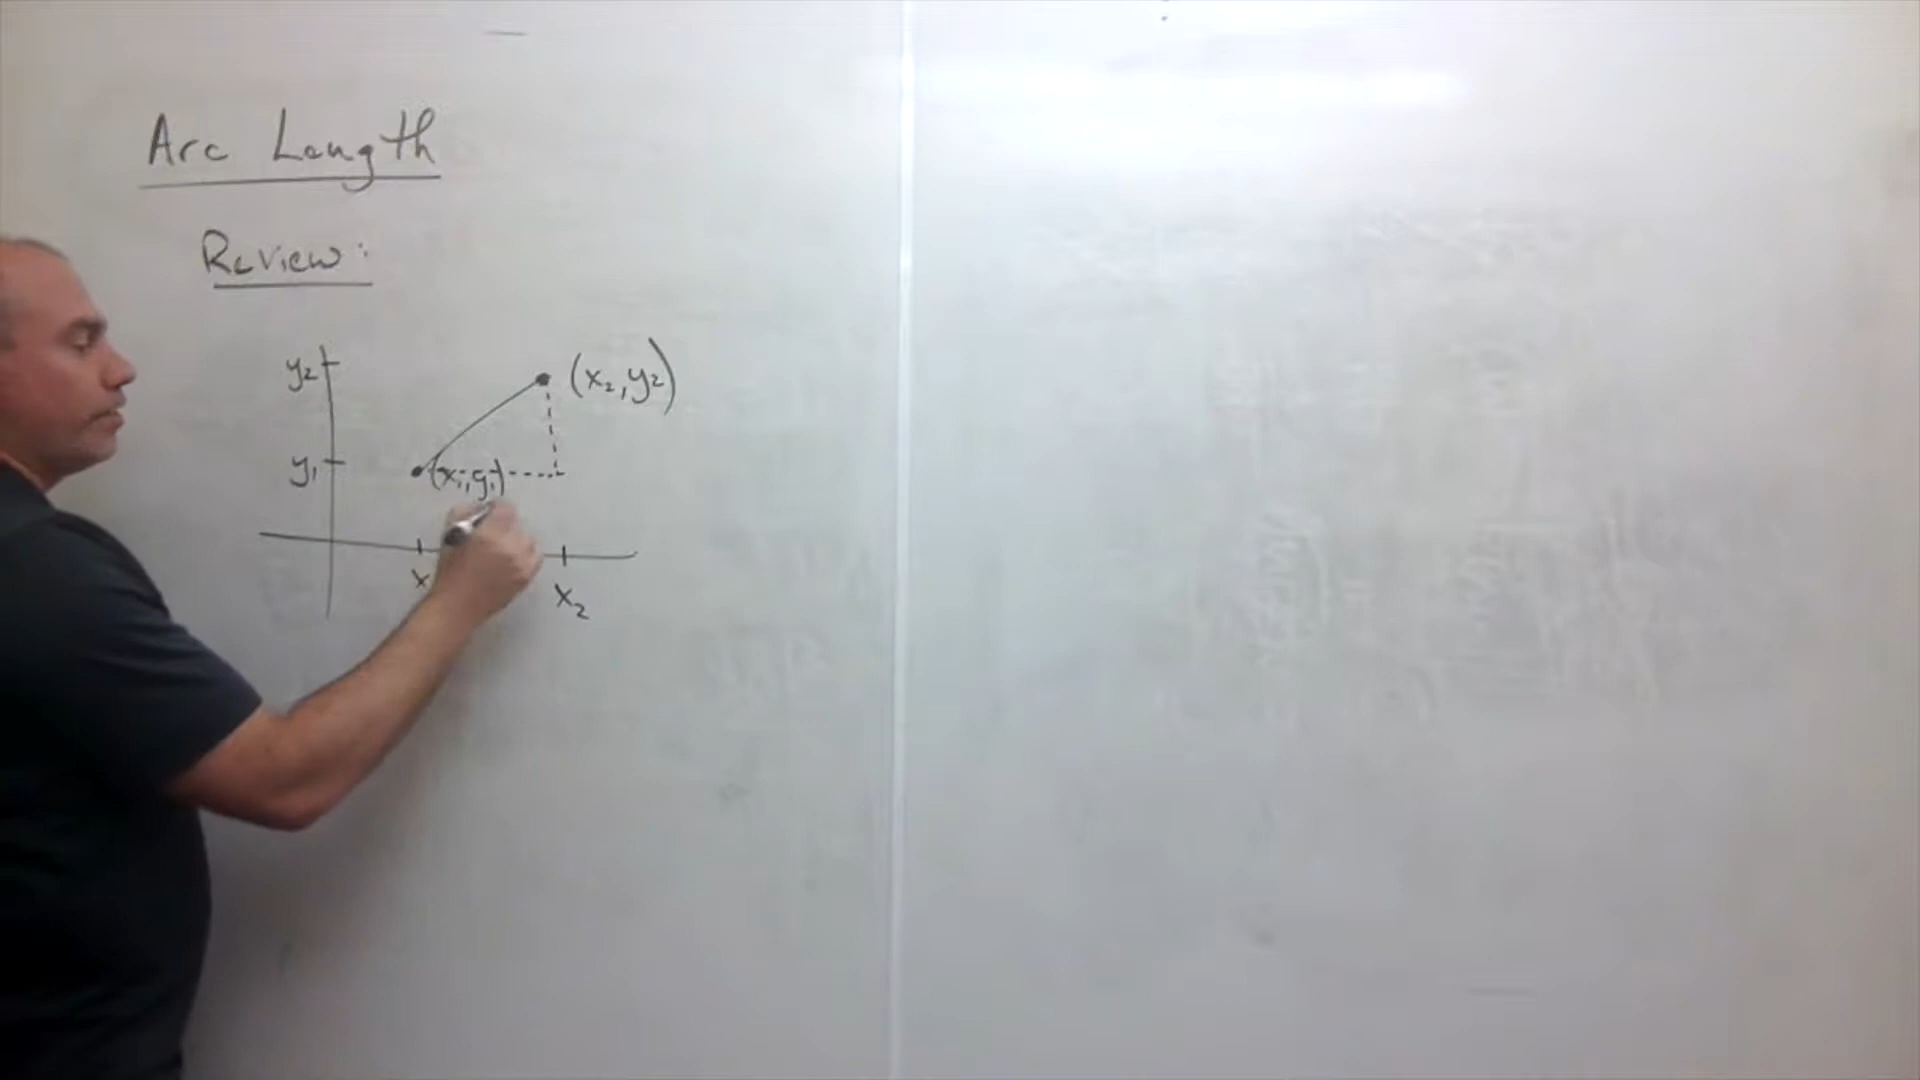 Arc Length
Review:
y₂
(x₂,y₂)
y₁
(x₁,y₁)
x
x₂